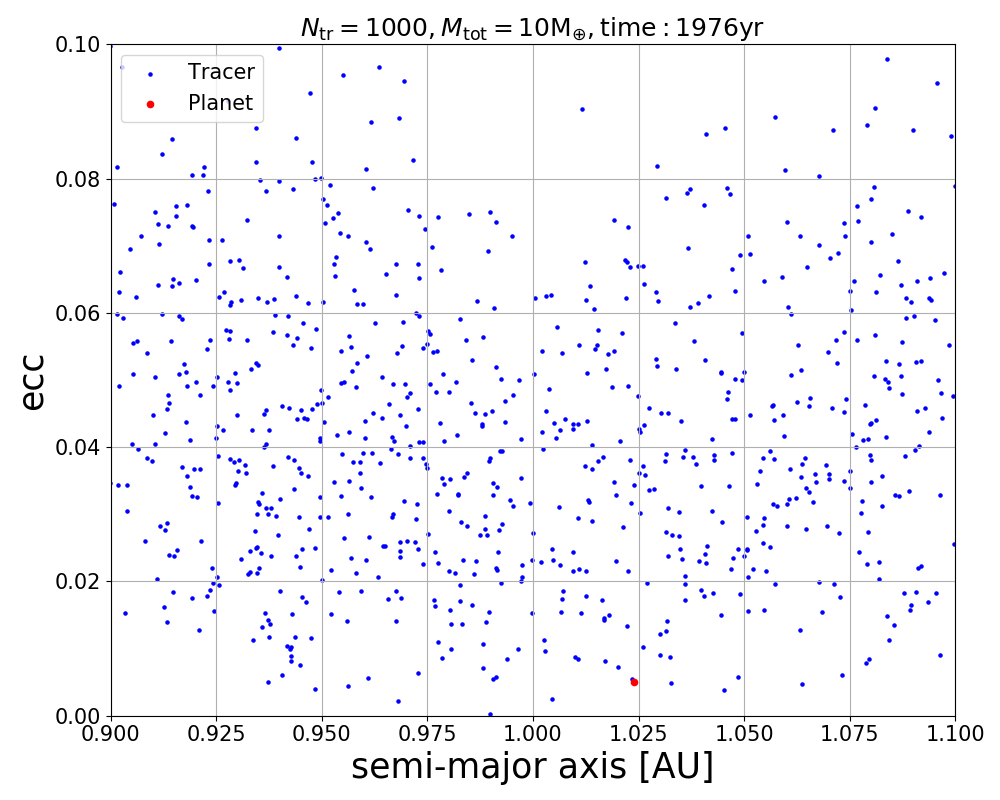 N_tr = 1000, M_tot = 10M_⊕, time : 1976yr
Tracer
Planet
0.10
0.08
0.06
0.04
0.02
0.00
ecc
0.900 0.925 0.950 0.975 1.000 1.025 1.050 1.075 1.100
semi-major axis [AU]